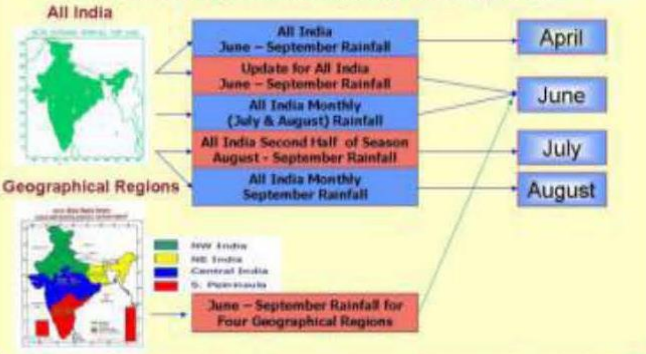 All India
All India
June – September Rainfall
April
Update for All India
June – September Rainfall
All India Monthly
(July & August) Rainfall
June
All India Second Half of Season
August - September Rainfall
July
All India Monthly
September Rainfall
August
Geographical Regions
NW India
NE India
Central India
S. Peninsula
June – September Rainfall for
Four Geographical Regions